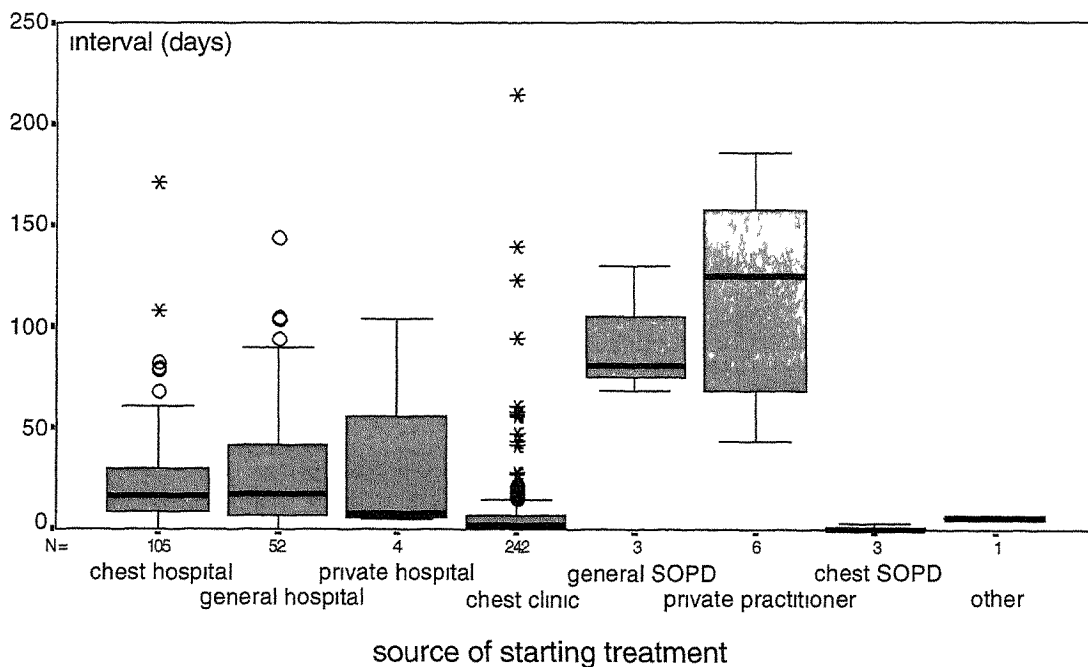 250
interval (days)
200
150
100
50
0
N= 105 52 4 242 3 6 3 1
chest hospital private hospital general SOPD chest SOPD
general hospital chest clinic private practitioner other
source of starting treatment